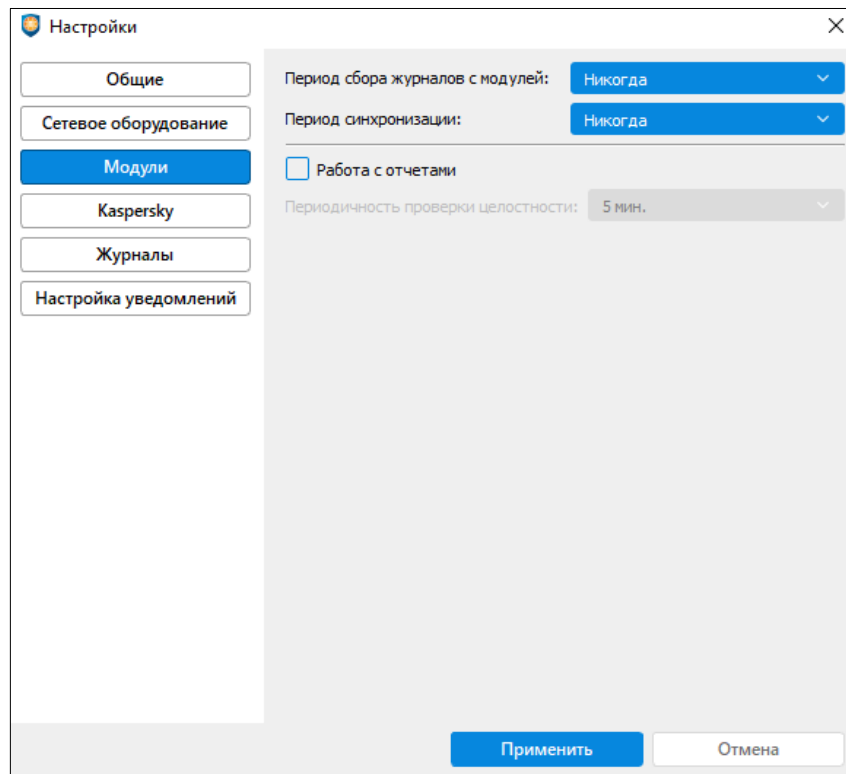 Настройки
Общие
Сетевое оборудование
Модули
Kaspersky
Журналы
Настройка уведомлений
Период сбора журналов с модулей: Никогда
Период синхронизации: Никогда
Работа с отчетами
Периодичность проверки целостности: 5 мин.
Применить Отмена